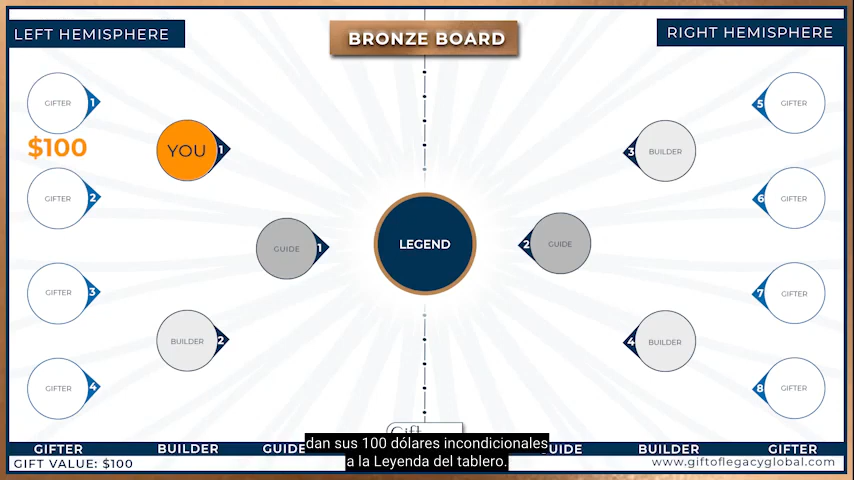 LEFT HEMISPHERE
BRONZE BOARD
RIGHT HEMISPHERE
GIFTER
1
$100
YOU
1
GIFTER
2
GUIDE
1
LEGEND
GIFTER
3
BUILDER
2
GIFTER
4
5
GIFTER
3
BUILDER
6
GIFTER
2
GUIDE
7
GIFTER
4
BUILDER
8
GIFTER
Gift
dan sus 100 dólares incondicionales
a la Leyenda del tablero.
GIFTER BUILDER GUIDE BUILDER GIFTER
GIFT VALUE: $100
www.giftoflegacyglobal.com